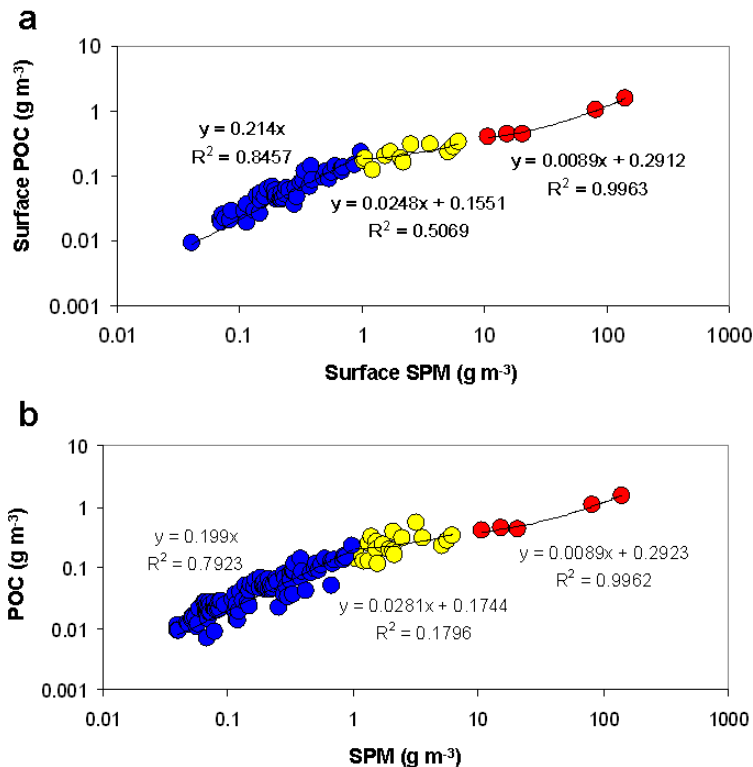 a
10
1
0.1
0.01
0.001
Surface POC (g m⁻³)
y = 0.214x
R² = 0.8457
y = 0.0248x + 0.1551
R² = 0.5069
y = 0.0089x + 0.2912
R² = 0.9963
0.01 0.1 1 10 100 1000
Surface SPM (g m⁻³)
b
10
1
0.1
0.01
0.001
POC (g m⁻³)
y = 0.199x
R² = 0.7923
y = 0.0281x + 0.1744
R² = 0.1796
y = 0.0089x + 0.2923
R² = 0.9962
0.01 0.1 1 10 100 1000
SPM (g m⁻³)